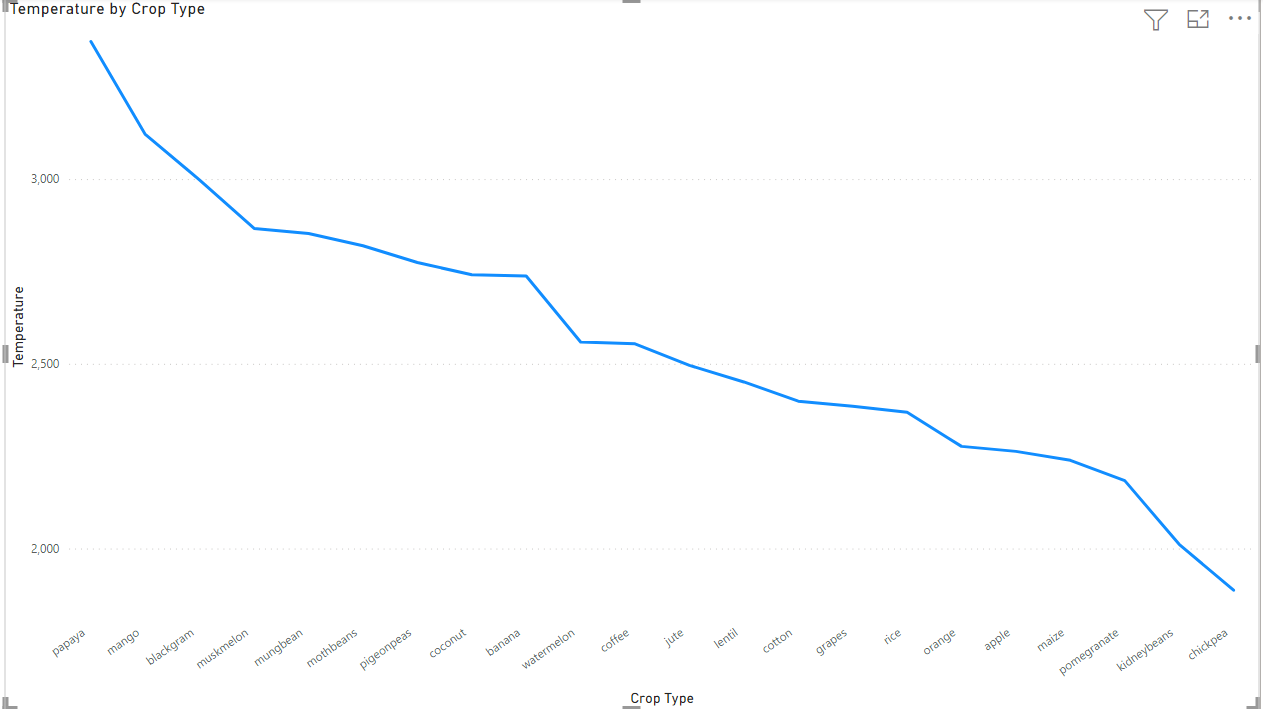 Temperature by Crop Type
3,000
2,500
2,000
Temperature
papaya
mango
blackgram
muskmelon
mungbean
mothbeans
pigeonpeas
coconut
banana
watermelon
coffee
jute
lentil
cotton
grapes
rice
orange
apple
maize
pomegranate
kidneybeans
chickpea
Crop Type